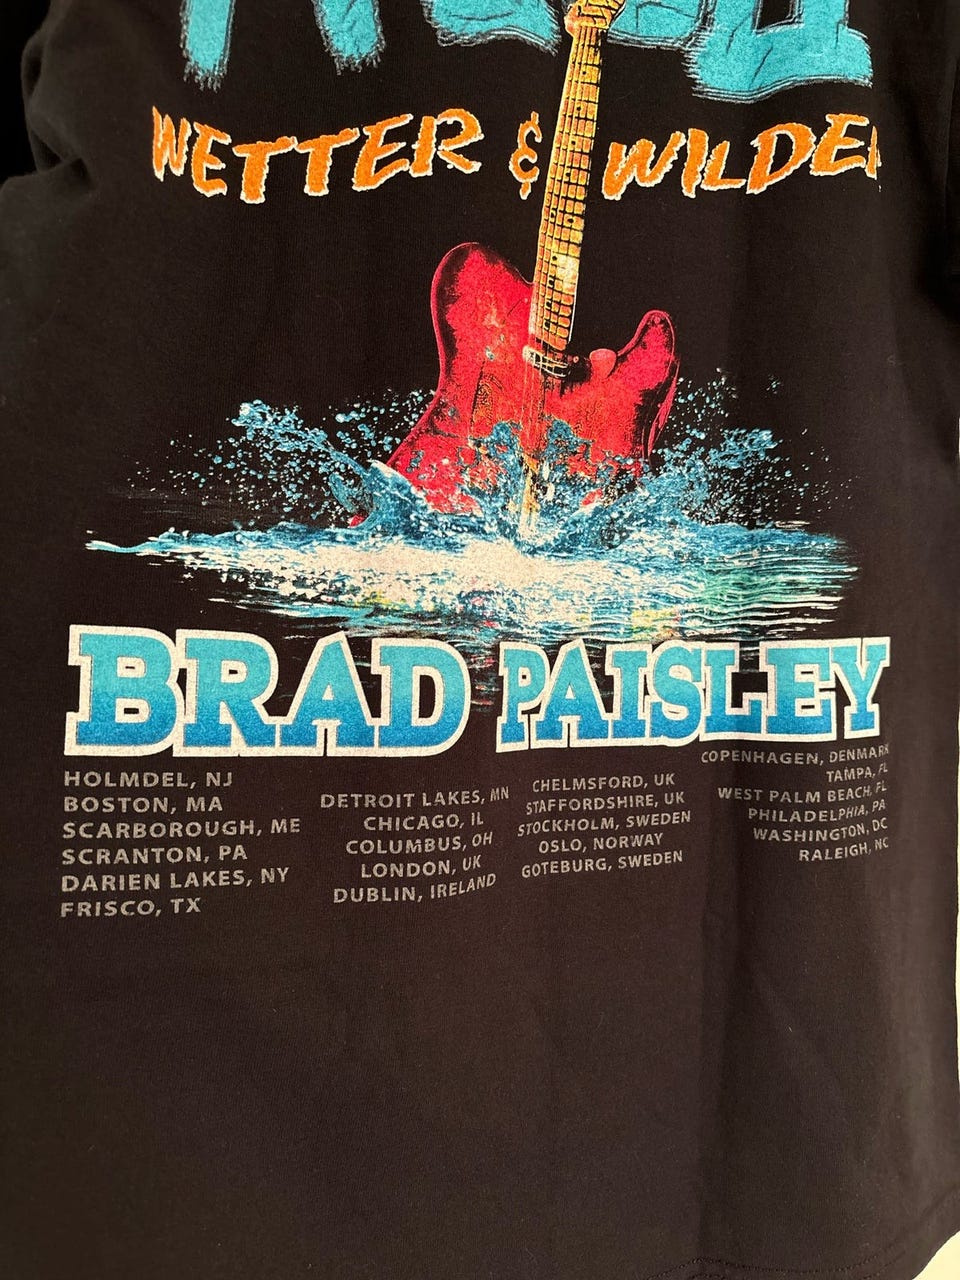 WETTER & WILDER
BRAD PAISLEY
HOLMDEL, NJ
BOSTON, MA
SCARBOROUGH, ME
SCRANTON, PA
DARIEN LAKES, NY
FRISCO, TX
DETROIT LAKES, MN
CHICAGO, IL
COLUMBUS, OH
LONDON, UK
DUBLIN, IRELAND
CHELMSFORD, UK
STAFFORDSHIRE, UK
STOCKHOLM, SWEDEN
OSLO, NORWAY
GOTEBURG, SWEDEN
COPENHAGEN, DENMARK
TAMPA, FL
WEST PALM BEACH, FL
PHILADELPHIA, PA
WASHINGTON, DC
RALEIGH, NC